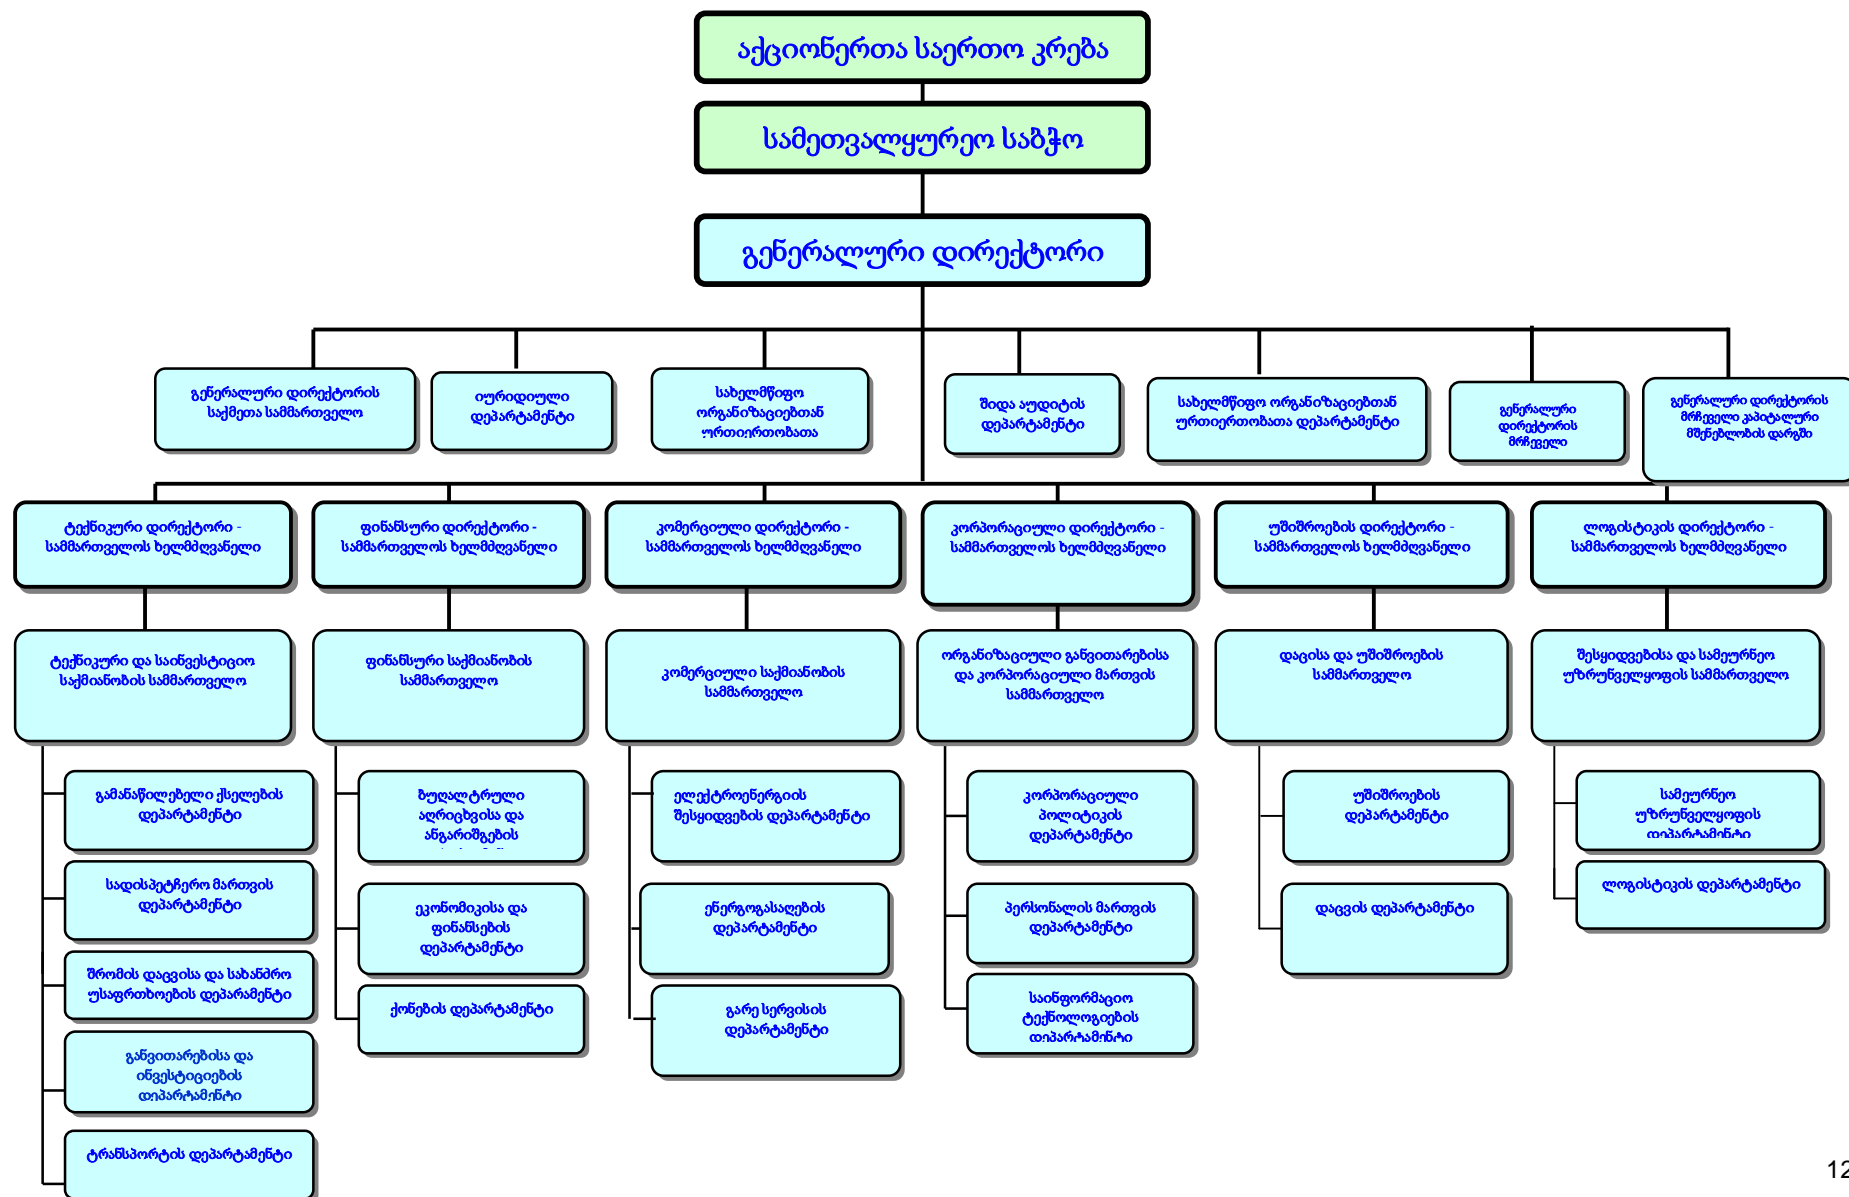 აქციონერთა საერთო კრება
სამეთვალყურეო საბჭო
გენერალური დირექტორი
გენერალური დირექტორის
საქმეთა სამმართველო
იურიდიული
დეპარტამენტი
სახელმწიფო
ორგანიზაციებთან
ურთიერთობათა
შიდა აუდიტის
დეპარტამენტი
სახელმწიფო ორგანიზაციებთან
ურთიერთობათა დეპარტამენტი
გენერალური
დირექტორის
მრჩეველი
გენერალური დირექტორის
მრჩეველი კაპიტალური
მშენებლობის დარგში
ტექნიკური დირექტორი -
სამმართველოს ხელმძღვანელი
ფინანსური დირექტორი -
სამმართველოს ხელმძღვანელი
კომერციული დირექტორი -
სამმართველოს ხელმძღვანელი
კორპორაციული დირექტორი -
სამმართველოს ხელმძღვანელი
უშიშროების დირექტორი -
სამმართველოს ხელმძღვანელი
ლოგისტიკის დირექტორი -
სამმართველოს ხელმძღვანელი
ტექნიკური და საინვესტიციო
საქმიანობის სამმართველო
ფინანსური საქმიანობის
სამმართველო
კომერციული საქმიანობის
სამმართველო
ორგანიზაციული განვითარებისა
და კორპორაციული მართვის
სამმართველო
დაცისა და უშიშროების
სამმართველო
შესყიდვებისა და სამეურნეო
უზრუნველყოფის სამმართველო
გამანაწილებელი ქსელების
დეპარტამენტი
სადისპეტჩერო მართვის
დეპარტამენტი
შრომის დაცვისა და სახანძრო
უსაფრთხოების დეპარამენტი
განვითარებისა და
ინვესტიციების
დეპარტამენტი
ტრანსპორტის დეპარტამენტი
ბუღალტრული
აღრიცხვისა და
ანგარიშგების
ეკონომიკისა და
ფინანსების
დეპარტამენტი
ქონების დეპარტამენტი
ელექტროენერგიის
შესყიდვების დეპარტამენტი
ენერგოგასაღების
დეპარტამენტი
გარე სერვისის
დეპარტამენტი
კორპორაციული
პოლიტიკის
დეპარტამენტი
პერსონალის მართვის
დეპარტამენტი
საინფორმაციო
ტექნოლოგიების
დეპარტამენტი
უშიშროების
დეპარტამენტი
დაცვის დეპარტამენტი
სამეურნეო
უზრუნველყოფის
დეპარტამენტი
ლოგისტიკის დეპარტამენტი
12